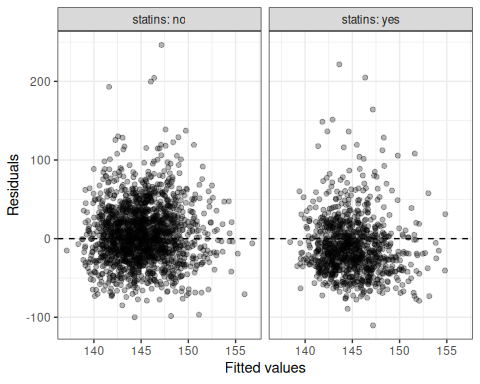 statins: no
statins: yes
Residuals
200
100
0
-100
140 145 150 155
140 145 150 155
Fitted values